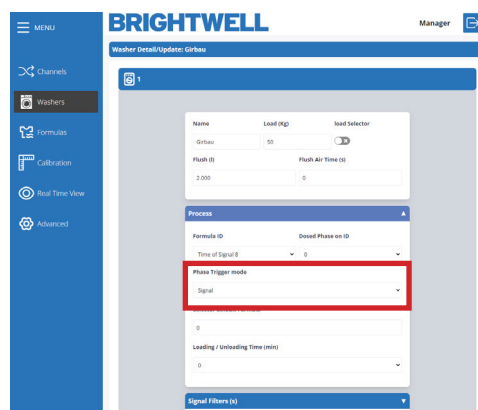 MENU
BRIGHTWELL
Manager
Washer Detail/Update: Girbau
Channels
1
Washers
Name Load (Kg) load Selector
Formulas
Girbau 50
Flush (l) Flush Air Time (s)
Calibration
2.000 0
Real Time View
Process
Advanced
Formula ID Dosed Phase on ID
Time of Signal 8 0
Phase Trigger mode
Signal
0
Loading / Unloading Time (min)
0
Signal Filters (s)